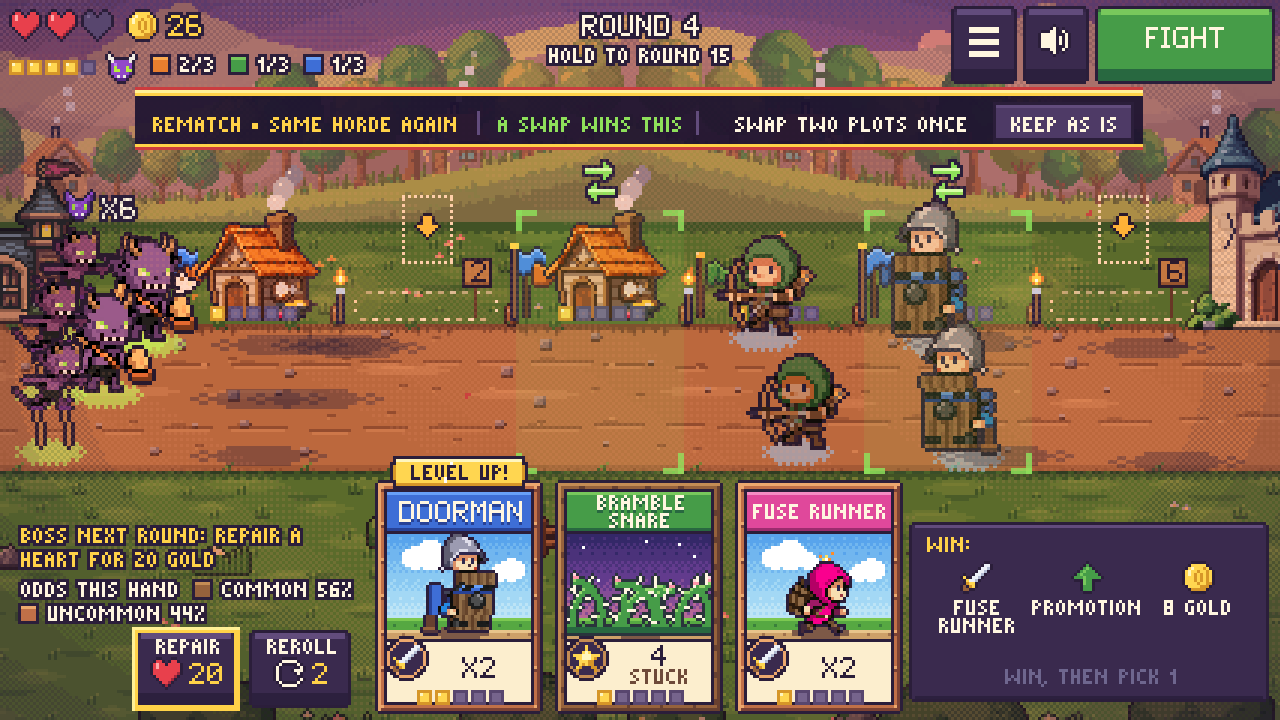 26
ROUND 4
HOLD TO ROUND 15
FIGHT
2/3 1/3 1/3
REMATCH • SAME HORDE AGAIN | A SWAP WINS THIS | SWAP TWO PLOTS ONCE KEEP AS IS
X6
2
6
LEVEL UP!
DOORMAN
X2
BRAMBLE
SNARE
4
STUCK
FUSE RUNNER
X2
BOSS NEXT ROUND: REPAIR A
HEART FOR 20 GOLD
ODDS THIS HAND COMMON 56%
UNCOMMON 44%
REPAIR
20
REROLL
2
WIN:
FUSE
RUNNER
PROMOTION
8 GOLD
WIN, THEN PICK 1